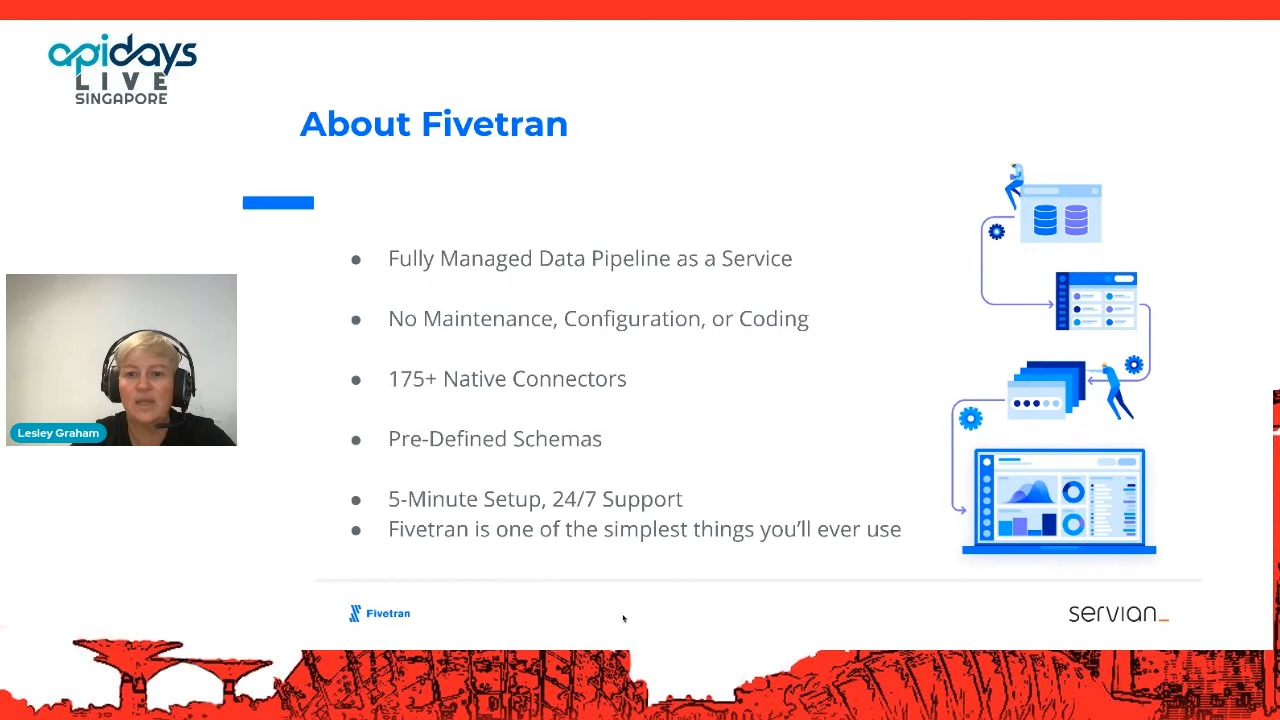 apidays
LIVE
SINGAPORE
About Fivetran
● Fully Managed Data Pipeline as a Service
● No Maintenance, Configuration, or Coding
● 175+ Native Connectors
● Pre-Defined Schemas
● 5-Minute Setup, 24/7 Support
● Fivetran is one of the simplest things you'll ever use
Lesley Graham
Fivetran
servian_